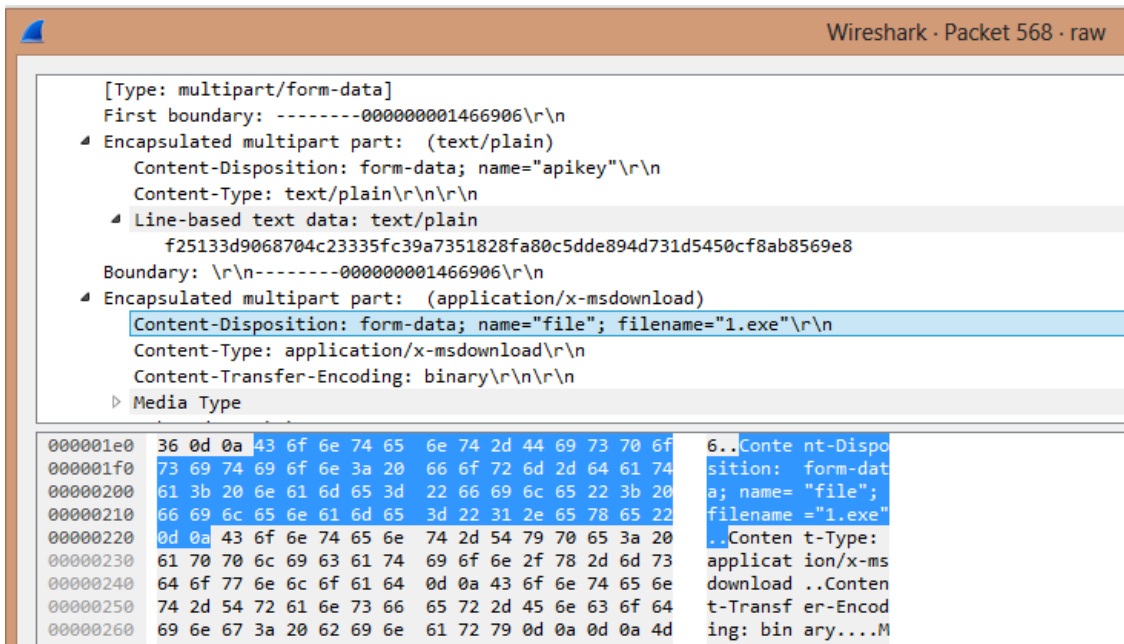 Wireshark · Packet 568 · raw
[Type: multipart/form-data]
First boundary: --------000000001466906\r\n
Encapsulated multipart part: (text/plain)
Content-Disposition: form-data; name="apikey"\r\n
Content-Type: text/plain\r\n\r\n
Line-based text data: text/plain
f25133d9068704c23335fc39a7351828fa80c5dde894d731d5450cf8ab8569e8
Boundary: \r\n--------000000001466906\r\n
Encapsulated multipart part: (application/x-msdownload)
Content-Disposition: form-data; name="file"; filename="1.exe"\r\n
Content-Type: application/x-msdownload\r\n
Content-Transfer-Encoding: binary\r\n\r\n
Media Type
000001e0 36 0d 0a 43 6f 6e 74 65 6e 74 2d 44 69 73 70 6f 6..Conte nt-Dispo
000001f0 73 69 74 69 6f 6e 3a 20 66 6f 72 6d 2d 64 61 74 sition: form-dat
00000200 61 3b 20 6e 61 6d 65 3d 22 66 69 6c 65 22 3b 20 a; name= "file";
00000210 66 69 6c 65 6e 61 6d 65 3d 22 31 2e 65 78 65 22 filename ="1.exe"
00000220 0d 0a 43 6f 6e 74 65 6e 74 2d 54 79 70 65 3a 20 ..Conten t-Type:
00000230 61 70 70 6c 69 63 61 74 69 6f 6e 2f 78 2d 6d 73 applicat ion/x-ms
00000240 64 6f 77 6e 6c 6f 61 64 0d 0a 43 6f 6e 74 65 6e download ..Conten
00000250 74 2d 54 72 61 6e 73 66 65 72 2d 45 6e 63 6f 64 t-Transf er-Encod
00000260 69 6e 67 3a 20 62 69 6e 61 72 79 0d 0a 0d 0a 4d ing: bin ary....M